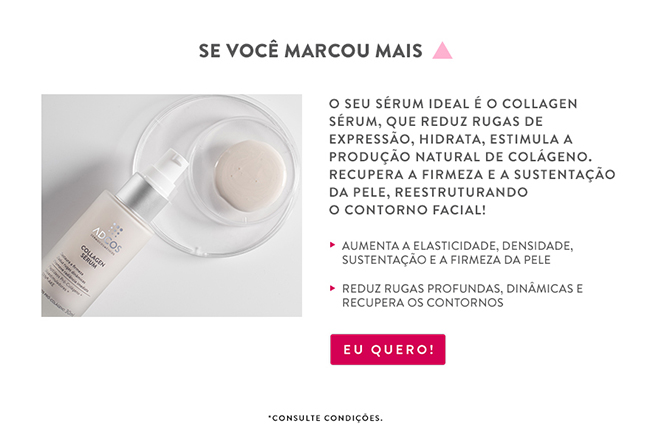 SE VOCÊ MARCOU MAIS
O SEU SÉRUM IDEAL É O COLLAGEN
SÉRUM, QUE REDUZ RUGAS DE
EXPRESSÃO, HIDRATA, ESTIMULA A
PRODUÇÃO NATURAL DE COLÁGENO.
RECUPERA A FIRMEZA E A SUSTENTAÇÃO
DA PELE, REESTRUTURANDO
O CONTORNO FACIAL!
AUMENTA A ELASTICIDADE, DENSIDADE,
SUSTENTAÇÃO E A FIRMEZA DA PELE
REDUZ RUGAS PROFUNDAS, DINÂMICAS E
RECUPERA OS CONTORNOS
EU QUERO!
COLLAGEN
SÉRUM
*CONSULTE CONDIÇÕES.